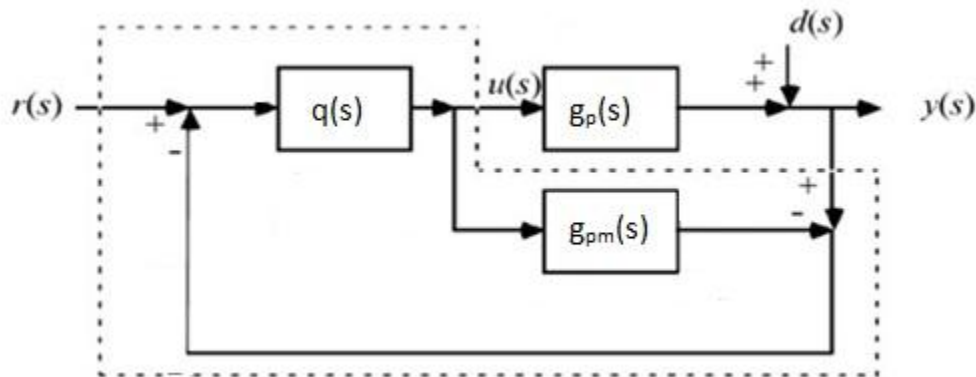 d(s)
r(s)
+
-
q(s)
u(s)
gₚ(s)
+
+
y(s)
+
-
gₚₘ(s)